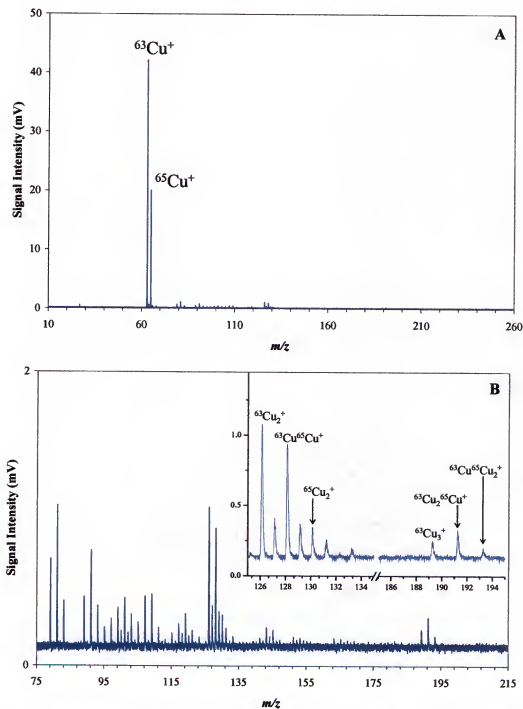 50
A
⁶³Cu⁺
40
Signal Intensity (mV)
30
⁶⁵Cu⁺
20
10
0
10 60 110 160 210 260
m/z
2
B
⁶³Cu₂⁺
⁶³Cu⁶⁵Cu⁺
⁶³Cu⁶⁵Cu₂⁺
1.0
⁶⁵Cu₂⁺
⁶³Cu₂⁶⁵Cu⁺
0.5
⁶³Cu₃⁺
0.0
126 128 130 132 134 186 188 190 192 194
Signal Intensity (mV)
0
75 95 115 135 155 175 195 215
m/z